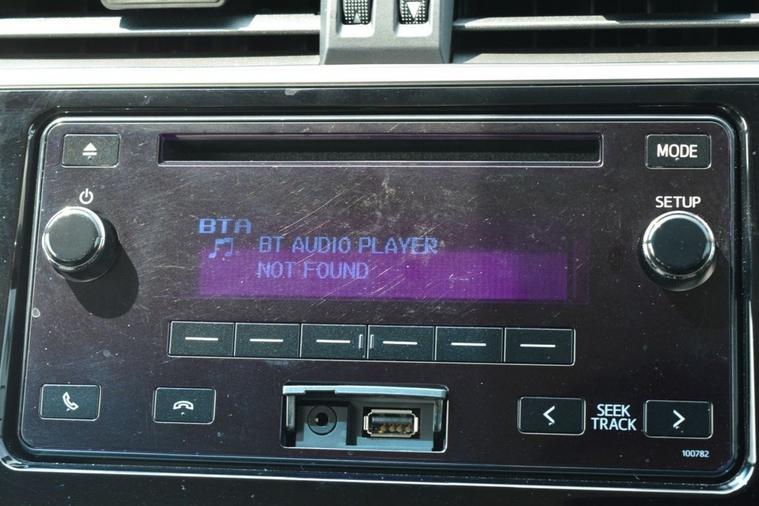 MODE
SETUP
BTA
BT AUDIO PLAYER
NOT FOUND
SEEK
TRACK
100782